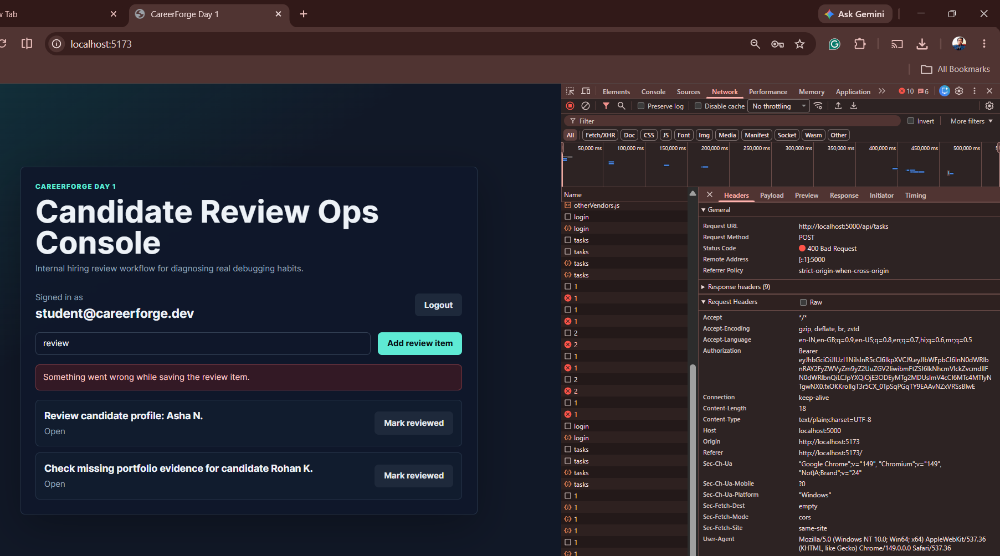 w Tab
CareerForge Day 1
Ask Gemini
localhost:5173
All Bookmarks
CAREERFORGE DAY 1
Candidate Review Ops
Console
Internal hiring review workflow for diagnosing real debugging habits.
Signed in as
student@careerforge.dev
Logout
review
Add review item
Something went wrong while saving the review item.
Review candidate profile: Asha N.
Open
Mark reviewed
Check missing portfolio evidence for candidate Rohan K.
Open
Mark reviewed
Elements Console Sources Network Performance Memory Application 10 6
Preserve log Disable cache No throttling
Filter Invert More filters
All Fetch/XHR Doc CSS JS Font Img Media Manifest Socket Wasm Other
50,000 ms 100,000 ms 150,000 ms 200,000 ms 250,000 ms 300,000 ms 350,000 ms 400,000 ms 450,000 ms 500,000 ms
Name
otherVendors.js
login
login
tasks
tasks
tasks
tasks
1
1
1
1
2
2
1
1
2
2
1
1
login
login
tasks
tasks
tasks
tasks
1
1
1
1
1
1
Headers Payload Preview Response Initiator Timing
General
Request URL http://localhost:5000/api/tasks
Request Method POST
Status Code 400 Bad Request
Remote Address [::1]:5000
Referrer Policy strict-origin-when-cross-origin
Response headers (9)
Request Headers Raw
Accept */*
Accept-Encoding gzip, deflate, br, zstd
Accept-Language en-IN,en-GB;q=0.9,en-US;q=0.8,en;q=0.7,hi;q=0.6,mr;q=0.5
Authorization Bearer
Connection keep-alive
Content-Length 18
Content-Type text/plain;charset=UTF-8
Host localhost:5000
Origin http://localhost:5173
Referer http://localhost:5173/
Sec-Ch-Ua "Google Chrome";v="149", "Chromium";v="149",
"Not)A;Brand";v="24"
Sec-Ch-Ua-Mobile ?0
Sec-Ch-Ua-Platform "Windows"
Sec-Fetch-Dest empty
Sec-Fetch-Mode cors
Sec-Fetch-Site same-site
User-Agent Mozilla/5.0 (Windows NT 10.0; Win64; x64) AppleWebKit/537.36
(KHTML, like Gecko) Chrome/149.0.0.0 Safari/537.36